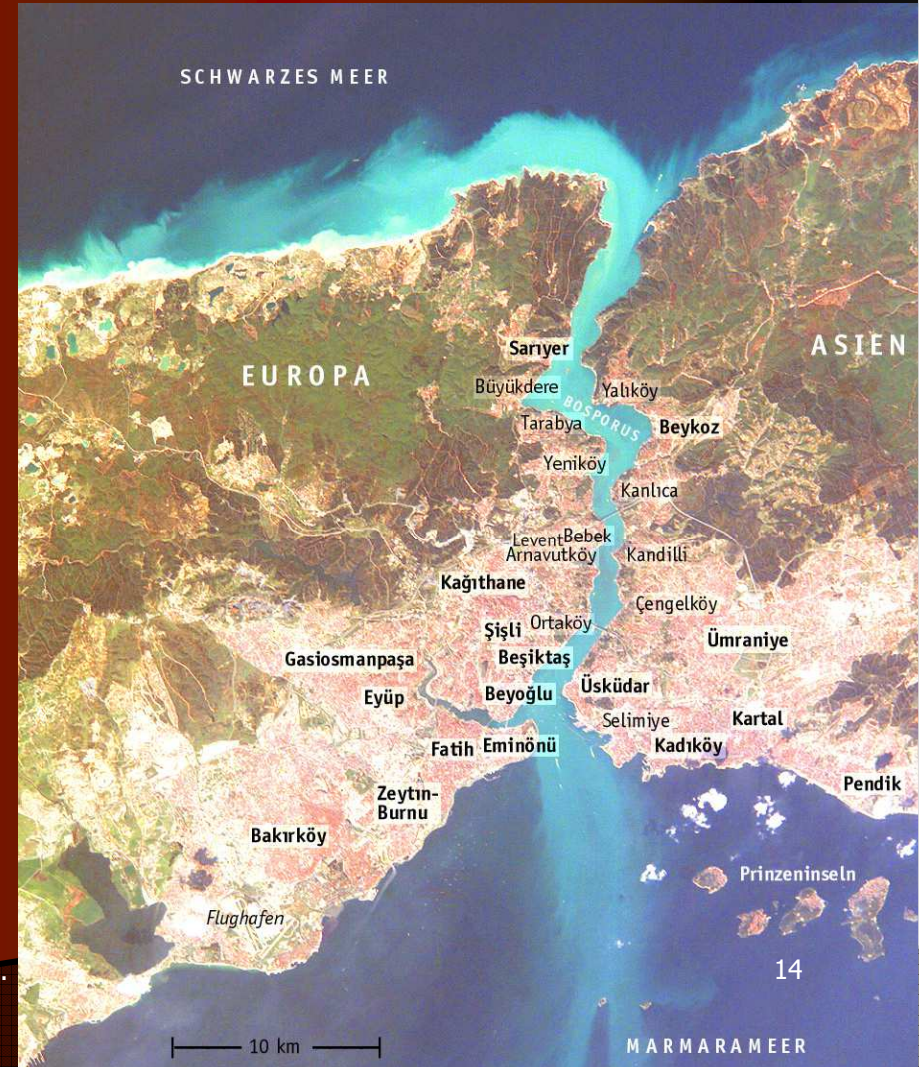 SCHWARZES MEER
ASIEN
EUROPA
Sarıyer
Büyükdere
Yalıköy
BOSPORUS
Tarabya
Beykoz
Yeniköy
Kanlıca
Levent
Bebek
Arnavutköy
Kandilli
Kağıthane
Çengelköy
Ortaköy
Şişli
Ümraniye
Beşiktaş
Gasiosmanpaşa
Üsküdar
Eyüp
Beyoğlu
Selimiye
Kartal
Fatih
Eminönü
Kadıköy
Pendik
Zeytın-
Burnu
Bakırköy
Prinzeninseln
Flughafen
14
.
10 km
MARMARAMEER